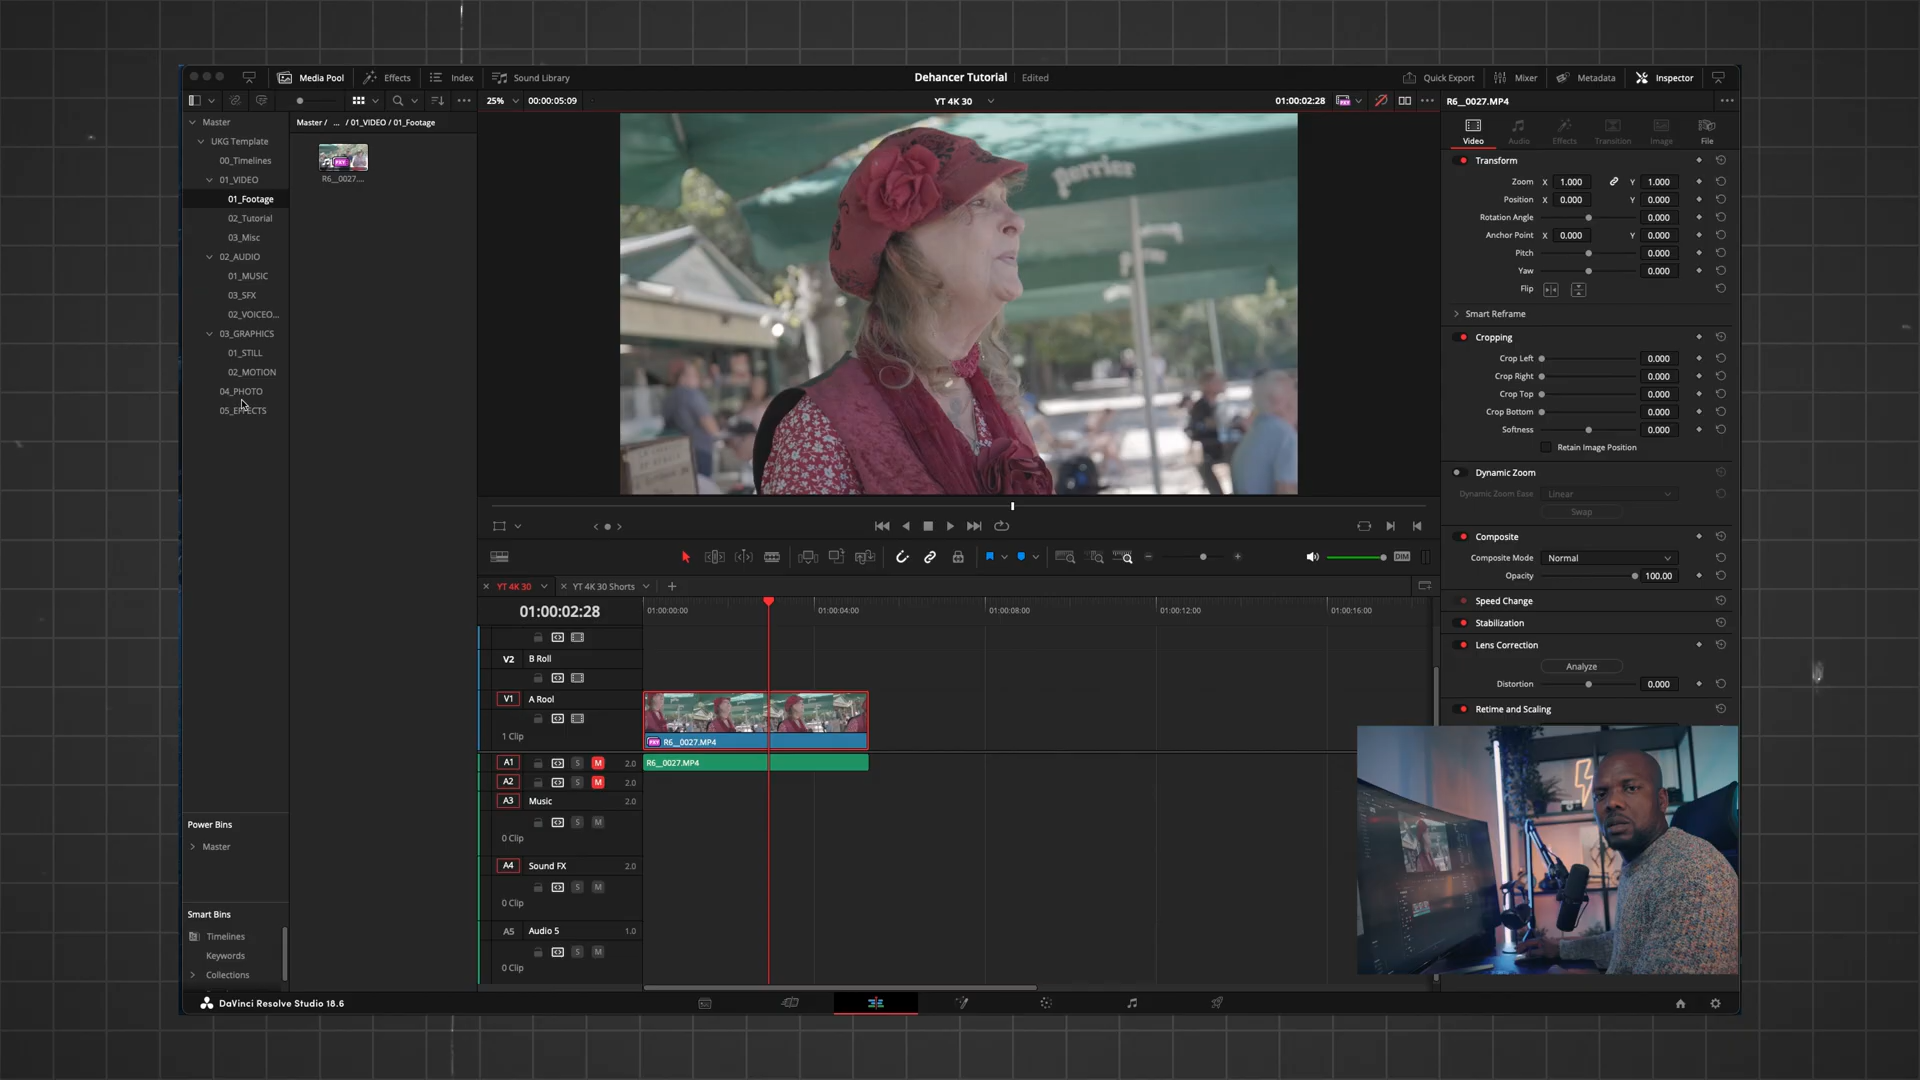 Media Pool
Effects
Index
Sound Library
Dehancer Tutorial
Edited
Quick Export
Mixer
Metadata
Inspector
25%
00:00:05:09
YT 4K 30
01:00:02:28
R6__0027.MP4
Master
UKG Template
00_Timelines
01_VIDEO
01_Footage
02_Tutorial
03_Misc
02_AUDIO
01_MUSIC
03_SFX
02_VOICEO...
03_GRAPHICS
01_STILL
02_MOTION
04_PHOTO
05_EFFECTS
Power Bins
Master
Smart Bins
Timelines
Keywords
Collections
Master / ... / 01_VIDEO / 01_Footage
R6__0027....
perrier
Video
Audio
Effects
Transition
Image
File
Transform
Zoom X 1.000 Y 1.000
Position X 0.000 Y 0.000
Rotation Angle 0.000
Anchor Point X 0.000 Y 0.000
Pitch 0.000
Yaw 0.000
Flip
Smart Reframe
Cropping
Crop Left 0.000
Crop Right 0.000
Crop Top 0.000
Crop Bottom 0.000
Softness 0.000
Retain Image Position
Dynamic Zoom
Dynamic Zoom Ease Linear
Swap
Composite
Composite Mode Normal
Opacity 100.00
Speed Change
Stabilization
Lens Correction
Analyze
Distortion 0.000
Retime and Scaling
DIM
YT 4K 30
YT 4K 30 Shorts
01:00:02:28
01:00:00:00
01:00:04:00
01:00:08:00
01:00:12:00
01:00:16:00
V2 B Roll
V1 A Rool
1 Clip
R6__0027.MP4
A1 S M 2.0
R6__0027.MP4
A2 S M 2.0
A3 Music 2.0
S M
0 Clip
A4 Sound FX 2.0
S M
0 Clip
A5 Audio 5 1.0
S M
0 Clip
DaVinci Resolve Studio 18.6